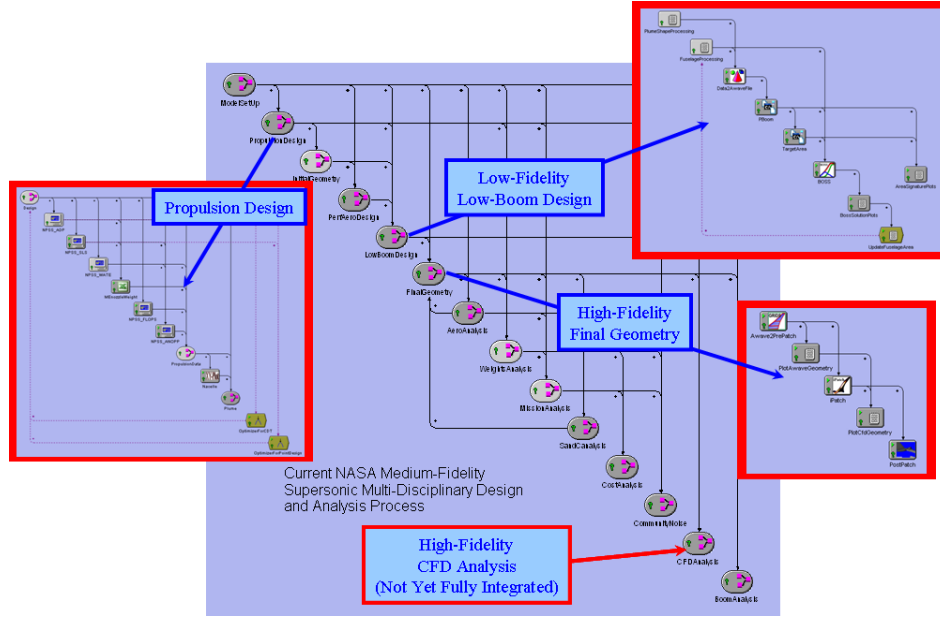 PlumeShapeProcessing
FuselageProcessing
Data2AwaveFile
PBoom
TargetArea
BOSS
AreaSignaturePlots
BossSolutionPlots
UpdateFuselageArea
ModelSetUp
PropulsionDesign
InitialGeometry
PerfAeroDesign
LowBoomDesign
FinalGeometry
AeroAnalysis
WeightsAnalysis
MissionAnalysis
SandCanalysis
CostAnalysis
CommunityNoise
CFDAnalysis
BoomAnalysis
Low-Fidelity
Low-Boom Design
Propulsion Design
Design
NPSS_ADP
NPSS_SLS
NPSS_WATE
NPSS_FLOPS
NPSS_ANOPP
PropulsionData
Nacelle
Plume
OptimizerForCDT
OptimizerForPointDesign
High-Fidelity
Final Geometry
Awave2PrePatch
PlotAwaveGeometry
iPatch
PlotCfdGeometry
PostPatch
Current NASA Medium-Fidelity
Supersonic Multi-Disciplinary Design
and Analysis Process
High-Fidelity
CFD Analysis
(Not Yet Fully Integrated)